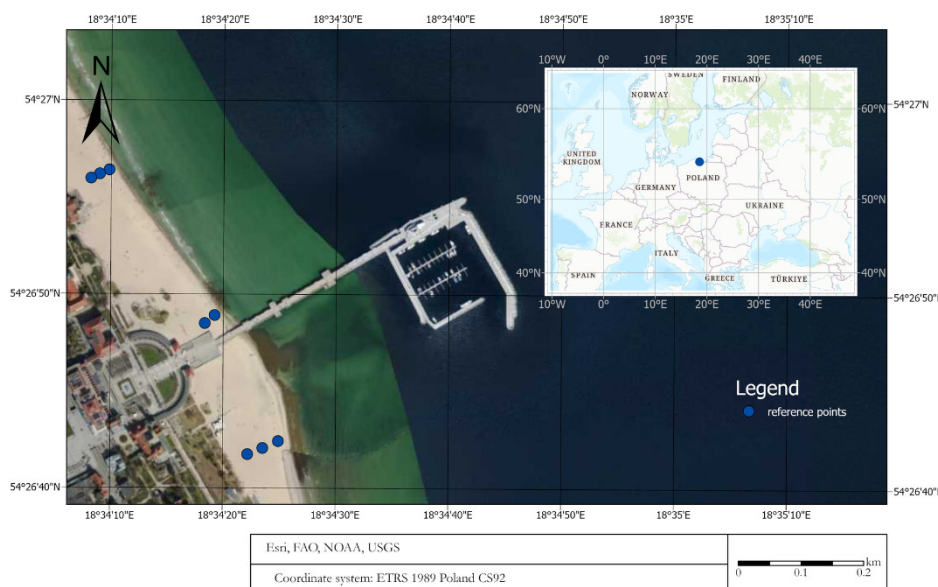 18°34'10"E 18°34'20"E 18°34'30"E 18°34'40"E 18°34'50"E 18°35'E 18°35'10"E
N
10°W 0° 10°E 20°E 30°E 40°E
SWEDEN
FINLAND
NORWAY
60°N 60°N
54°27'N 54°27'N
UNITED
KINGDOM
POLAND
GERMANY
50°N 50°N
UKRAINE
FRANCE
ITALY
40°N 40°N
SPAIN GREECE TÜRKIYE
10°W 0° 10°E 20°E 30°E 40°E
54°26'50"N 54°26'50"N
Legend
reference points
54°26'40"N 54°26'40"N
18°34'10"E 18°34'20"E 18°34'30"E 18°34'40"E 18°34'50"E 18°35'E 18°35'10"E
Esri, FAO, NOAA, USGS
km
0 0.1 0.2
Coordinate system: ETRS 1989 Poland CS92